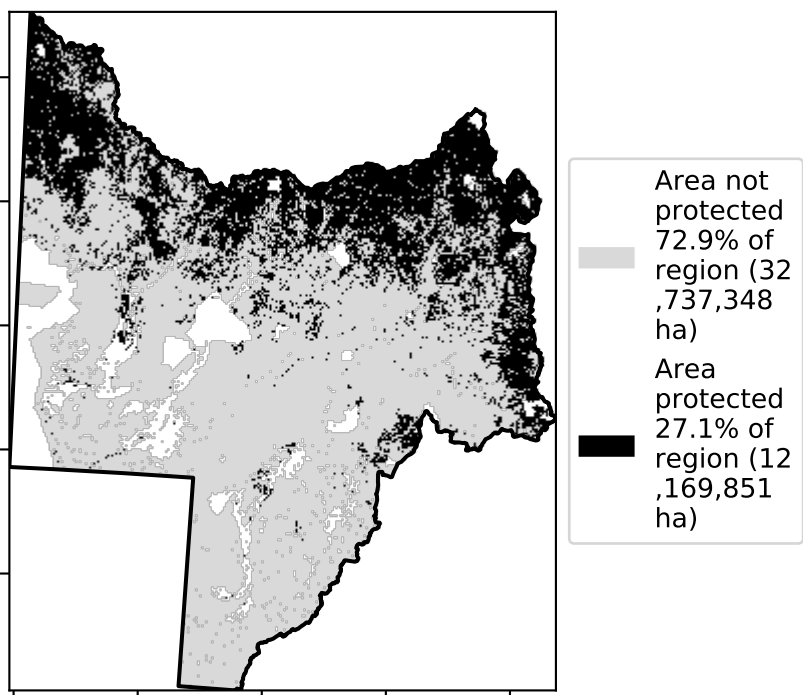 Area not
protected
72.9% of
region (32
,737,348
ha)
Area
protected
27.1% of
region (12
,169,851
ha)